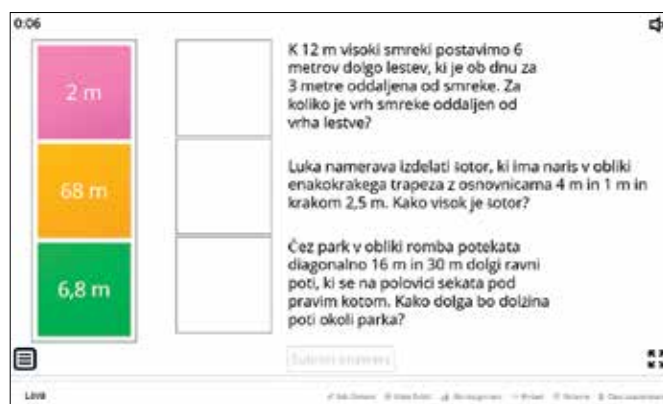 0:06
2 m
68 m
6,8 m
K 12 m visoki smreki postavimo 6
metrov dolgo lestev, ki je ob dnu za
3 metre oddaljena od smreke. Za
koliko je vrh smreke oddaljen od
vrha lestve?
Luka namerava izdelati šotor, ki ima naris v obliki
enakokrakega trapeza z osnovnicama 4 m in 1 m in
krakom 2,5 m. Kako visok je šotor?
Čez park v obliki romba potekata
diagonalno 16 m in 30 m dolgi ravni
poti, ki se na polovici sekata pod
pravim kotom. Kako dolga bo dolžina
poti okoli parka?
Submit answers